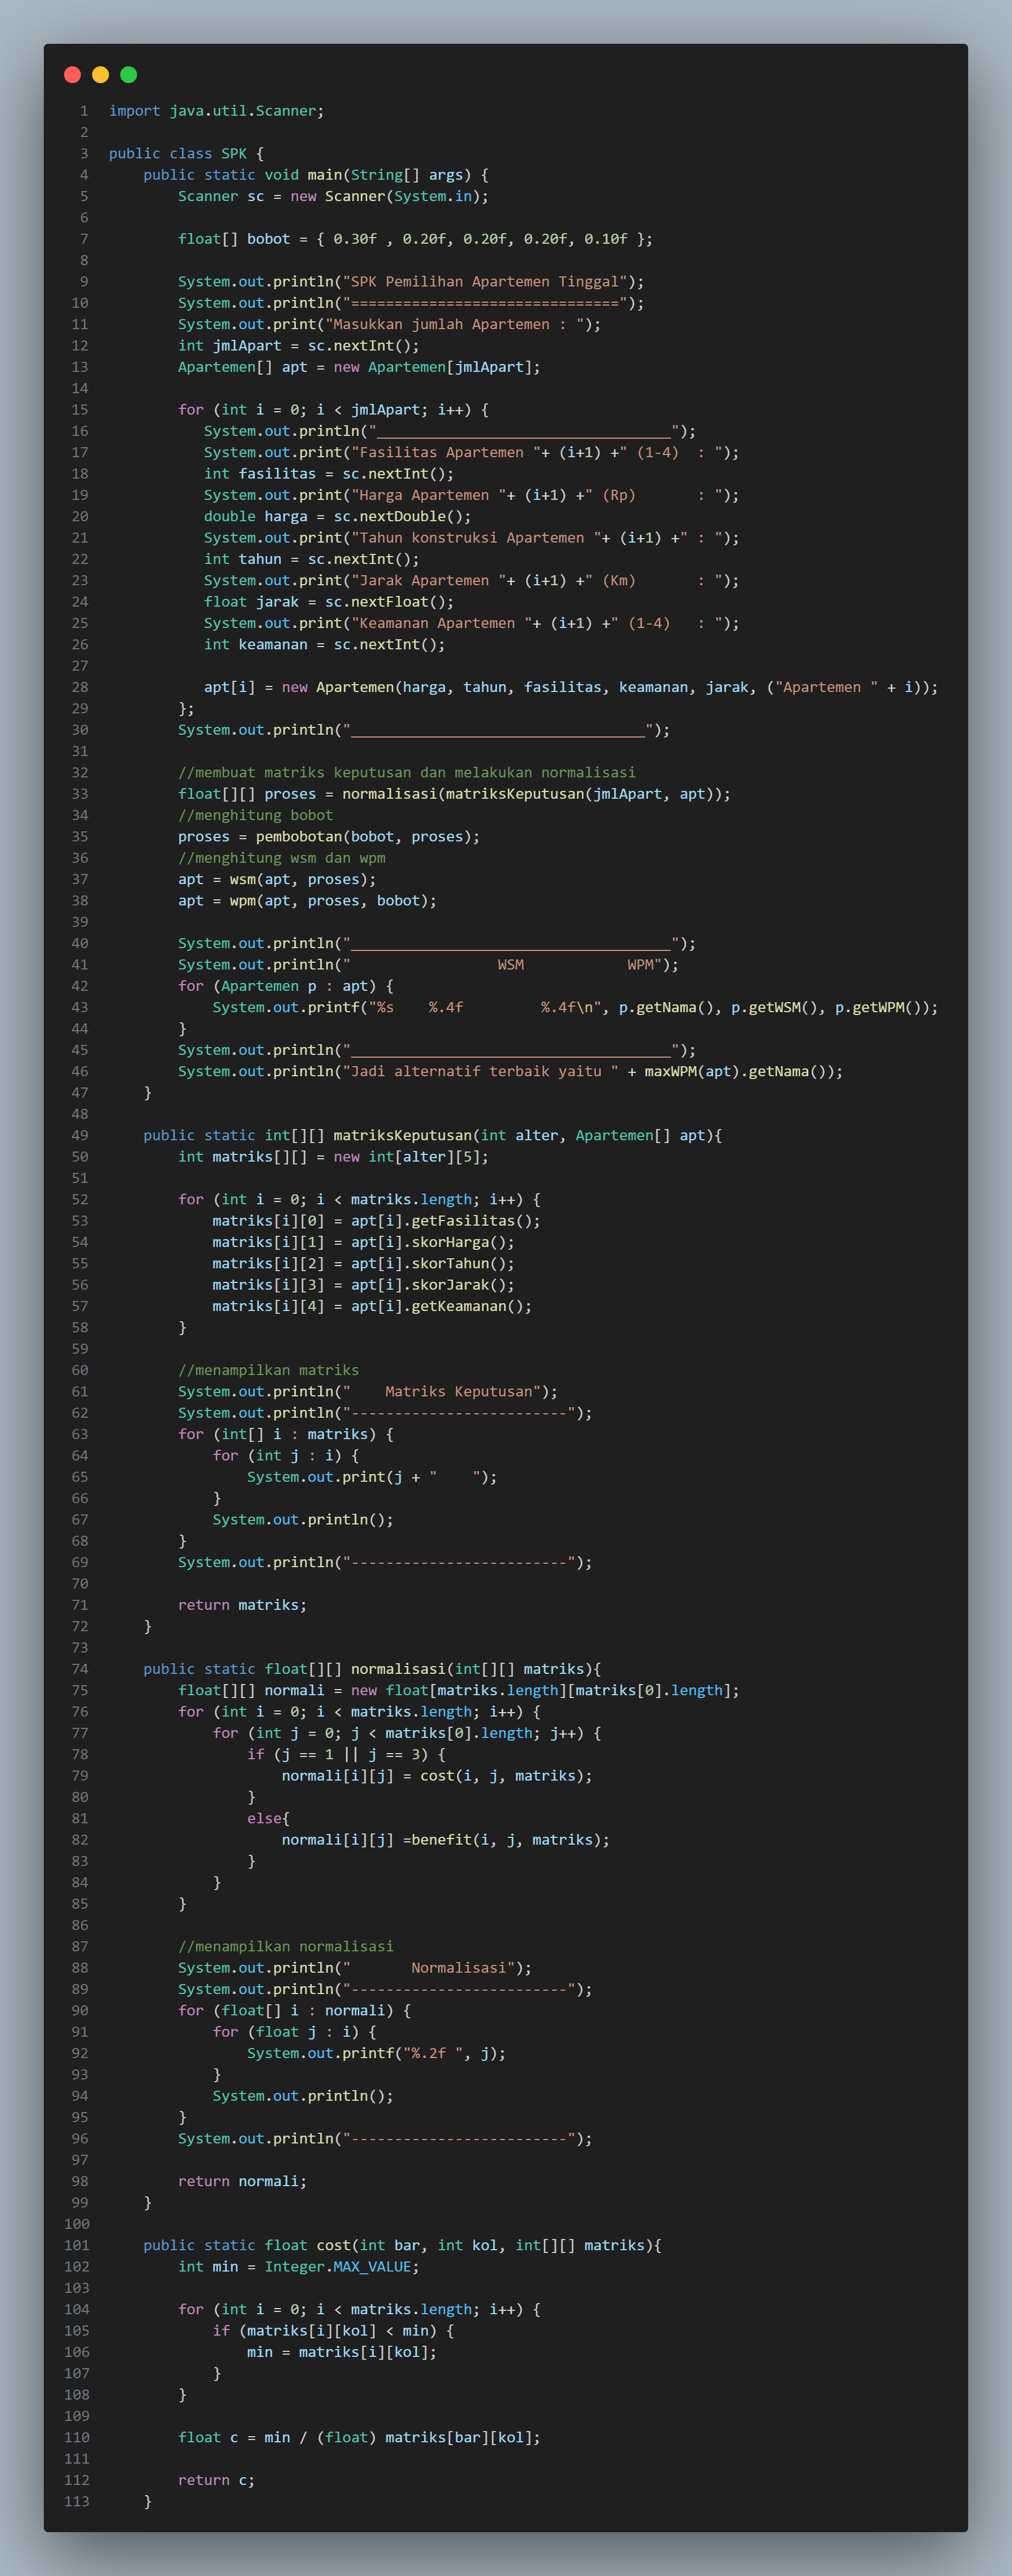 1 import java.util.Scanner;
2
3 public class SPK {
4     public static void main(String[] args) {
5         Scanner sc = new Scanner(System.in);
6
7         float[] bobot = { 0.30f , 0.20f, 0.20f, 0.20f, 0.10f };
8
9         System.out.println("SPK Pemilihan Apartemen Tinggal");
10         System.out.println("===============================");
11         System.out.print("Masukkan jumlah Apartemen : ");
12         int jmlApart = sc.nextInt();
13         Apartemen[] apt = new Apartemen[jmlApart];
14
15         for (int i = 0; i < jmlApart; i++) {
16            System.out.println("__________________________________");
17            System.out.print("Fasilitas Apartemen "+ (i+1) +" (1-4)  : ");
18            int fasilitas = sc.nextInt();
19            System.out.print("Harga Apartemen "+ (i+1) +" (Rp)       : ");
20            double harga = sc.nextDouble();
21            System.out.print("Tahun konstruksi Apartemen "+ (i+1) +" : ");
22            int tahun = sc.nextInt();
23            System.out.print("Jarak Apartemen "+ (i+1) +" (Km)       : ");
24            float jarak = sc.nextFloat();
25            System.out.print("Keamanan Apartemen "+ (i+1) +" (1-4)   : ");
26            int keamanan = sc.nextInt();
27
28            apt[i] = new Apartemen(harga, tahun, fasilitas, keamanan, jarak, ("Apartemen " + i));
29         };
30         System.out.println("__________________________________");
31
32         //membuat matriks keputusan dan melakukan normalisasi
33         float[][] proses = normalisasi(matriksKeputusan(jmlApart, apt));
34         //menghitung bobot
35         proses = pembobotan(bobot, proses);
36         //menghitung wsm dan wpm
37         apt = wsm(apt, proses);
38         apt = wpm(apt, proses, bobot);
39
40         System.out.println("_____________________________________");
41         System.out.println("                 WSM            WPM");
42         for (Apartemen p : apt) {
43             System.out.printf("%s    %.4f         %.4f\n", p.getNama(), p.getWSM(), p.getWPM());
44         }
45         System.out.println("_____________________________________");
46         System.out.println("Jadi alternatif terbaik yaitu " + maxWPM(apt).getNama());
47     }
48
49     public static int[][] matriksKeputusan(int alter, Apartemen[] apt){
50         int matriks[][] = new int[alter][5];
51
52         for (int i = 0; i < matriks.length; i++) {
53             matriks[i][0] = apt[i].getFasilitas();
54             matriks[i][1] = apt[i].skorHarga();
55             matriks[i][2] = apt[i].skorTahun();
56             matriks[i][3] = apt[i].skorJarak();
57             matriks[i][4] = apt[i].getKeamanan();
58         }
59
60         //menampilkan matriks
61         System.out.println("    Matriks Keputusan");
62         System.out.println("-------------------------");
63         for (int[] i : matriks) {
64             for (int j : i) {
65                 System.out.print(j + "    ");
66             }
67             System.out.println();
68         }
69         System.out.println("-------------------------");
70
71         return matriks;
72     }
73
74     public static float[][] normalisasi(int[][] matriks){
75         float[][] normali = new float[matriks.length][matriks[0].length];
76         for (int i = 0; i < matriks.length; i++) {
77             for (int j = 0; j < matriks[0].length; j++) {
78                 if (j == 1 || j == 3) {
79                     normali[i][j] = cost(i, j, matriks);
80                 }
81                 else{
82                     normali[i][j] =benefit(i, j, matriks);
83                 }
84             }
85         }
86
87         //menampilkan normalisasi
88         System.out.println("       Normalisasi");
89         System.out.println("-------------------------");
90         for (float[] i : normali) {
91             for (float j : i) {
92                 System.out.printf("%.2f ", j);
93             }
94             System.out.println();
95         }
96         System.out.println("-------------------------");
97
98         return normali;
99     }
100
101     public static float cost(int bar, int kol, int[][] matriks){
102         int min = Integer.MAX_VALUE;
103
104         for (int i = 0; i < matriks.length; i++) {
105             if (matriks[i][kol] < min) {
106                 min = matriks[i][kol];
107             }
108         }
109
110         float c = min / (float) matriks[bar][kol];
111
112         return c;
113     }